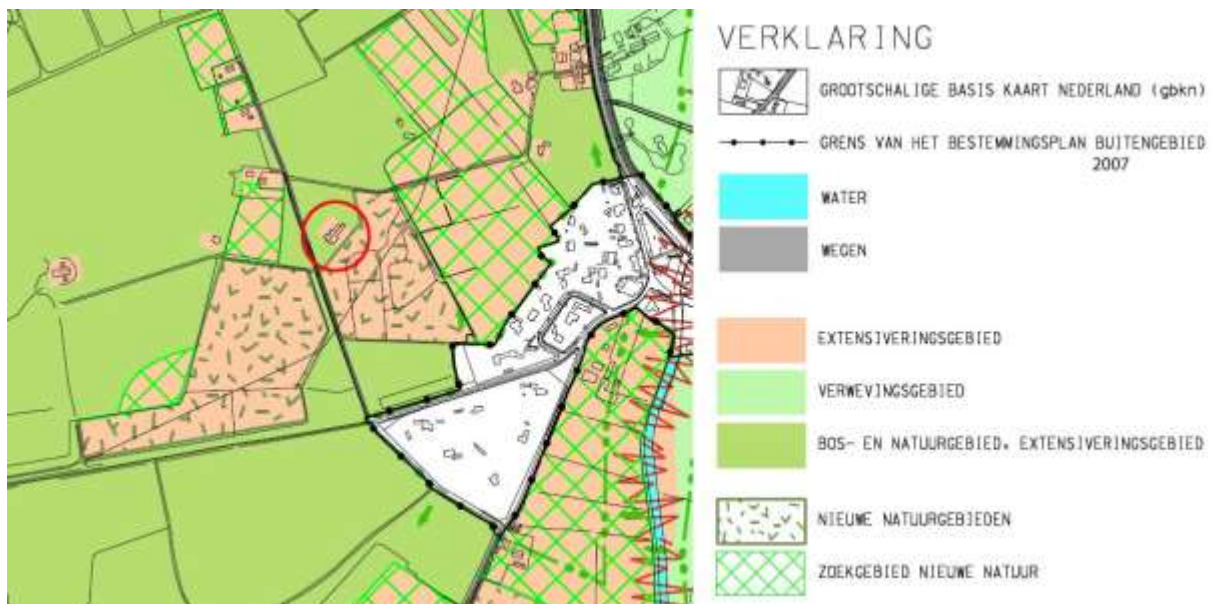 VERKLARING
GROOTSCHALIGE BASIS KAART NEDERLAND (gbkn)
GRENS VAN HET BESTEMMINGSPLAN BUITENGEBIED
2007
WATER
WEGEN
EXTENSIVERINGSGEBIED
VERWEVINGSGEBIED
BOS- EN NATUURGEBIED. EXTENSIVERINGSGEBIED
NIEUWE NATUURGEBIEDEN
ZOEKGEBIED NIEUWE NATUUR